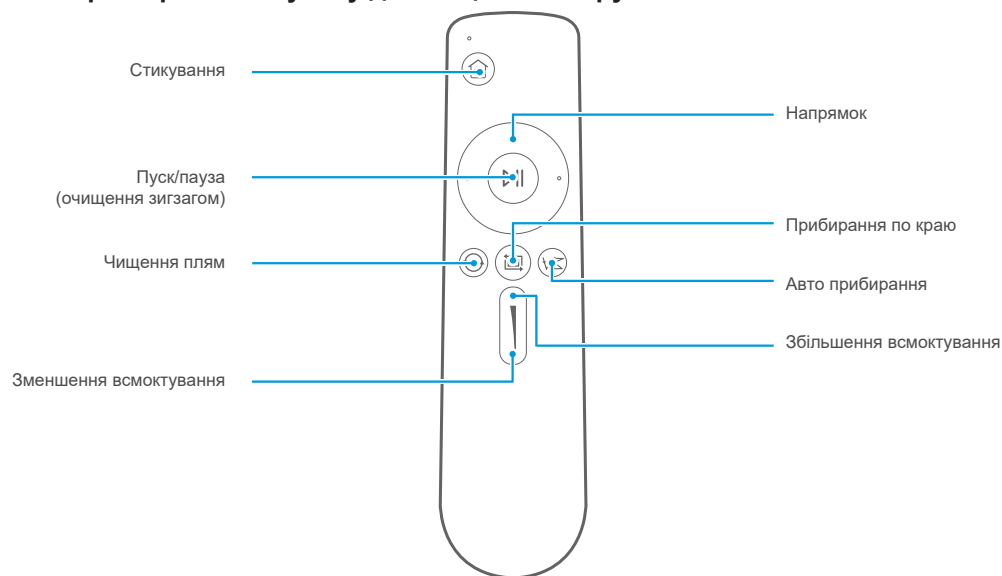 Стикування
Пуск/пауза
(очищення зигзагом)
Чищення плям
Зменшення всмоктування
Напрямок
Прибирання по краю
Авто прибирання
Збільшення всмоктування